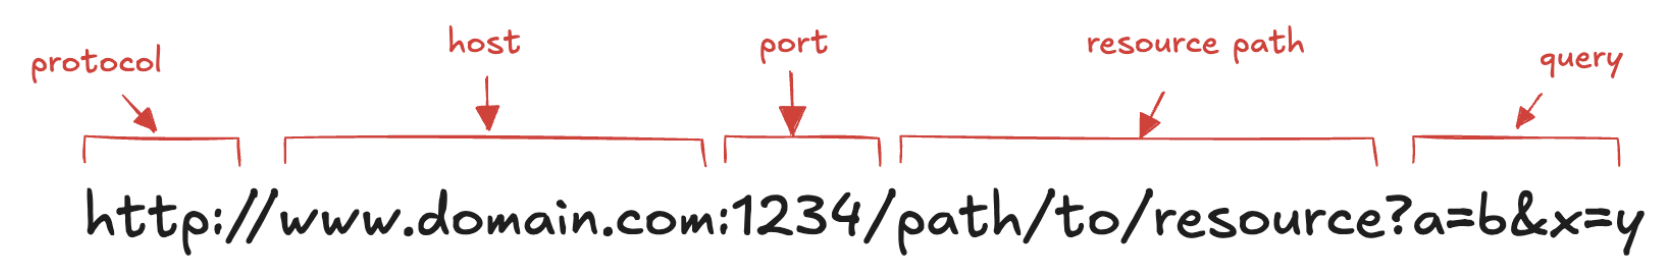 protocol
host
port
resource path
query
http://www.domain.com:1234/path/to/resource?a=b&x=y